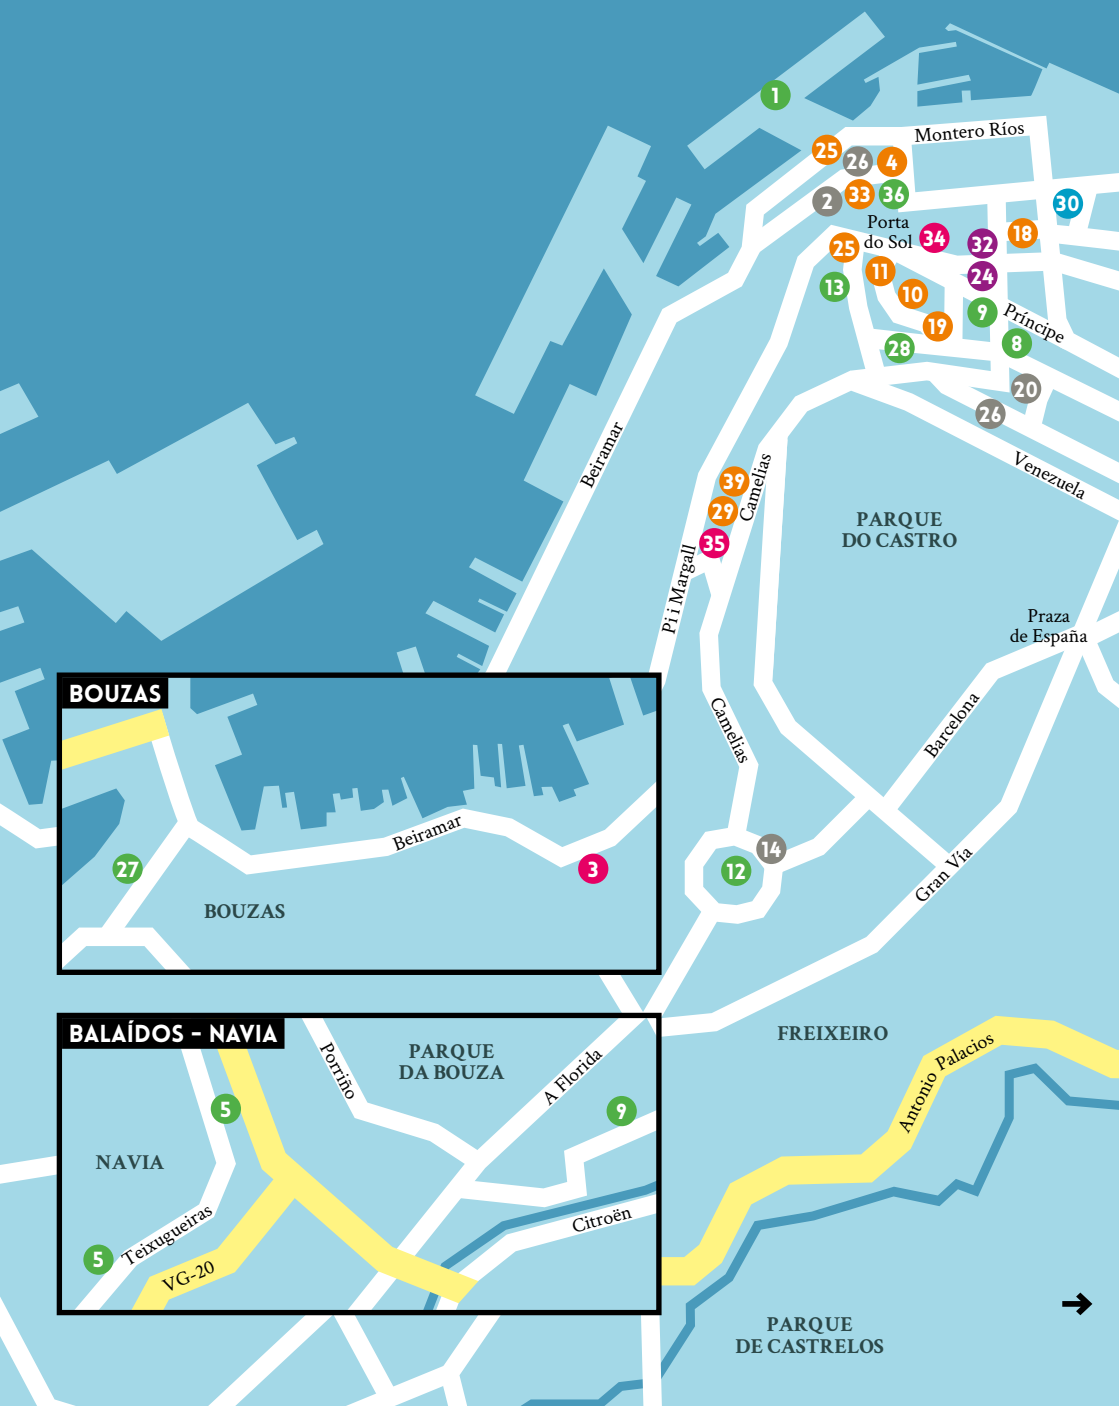 1
Montero Ríos
25
26
4
2
33
36
30
Porta
do Sol
34
32
18
25
11
24
13
10
9
Príncipe
19
8
28
20
26
Venezuela
Beiramar
39
Camelias
29
35
Pi i Margall
PARQUE
DO CASTRO
Praza
de España
Camelias
Barcelona
14
12
Gran Vía
BOUZAS
Beiramar
27
3
BOUZAS
FREIXEIRO
Antonio Palacios
BALAÍDOS - NAVIA
Porriño
PARQUE
DA BOUZA
A Florida
5
9
NAVIA
Teixugueiras
Citroën
5
VG-20
PARQUE
DE CASTRELOS
→